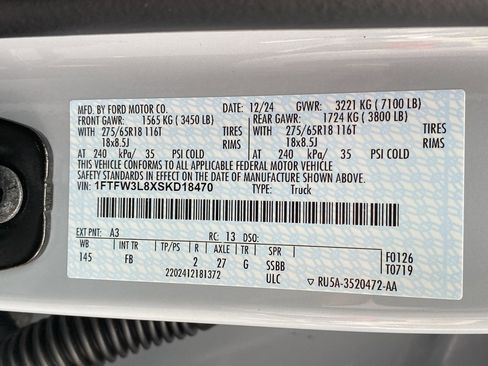 MFD. BY FORD MOTOR CO. 12/24 GVWR: 3221 KG ( 7100 LB)
FRONT GAWR: 1565 KG ( 3450 LB) REAR GAWR: 1724 KG ( 3800 LB)
WITH 275/65R18 116T TIRES WITH 275/65R18 116T TIRES
18x8.5J RIMS 18x8.5J RIMS
AT 240 kPa/ 35 PSI COLD AT 240 kPa/ 35 PSI COLD
THIS VEHICLE CONFORMS TO ALL APPLICABLE FEDERAL MOTOR VEHICLE
SAFETY STANDARDS IN EFFECT ON THE DATE OF MANUFACTURE SHOWN ABOVE.
VIN: 1FTFW3L8XSKD18470 TYPE: Truck
EXT PNT: A3 RC: 13 DSO: F0126
WB INT TR TP/PS R AXLE TR SPR T0719
145 FB 2 27 G SSBB
2202412181372 ULC RU5A-3520472-AA